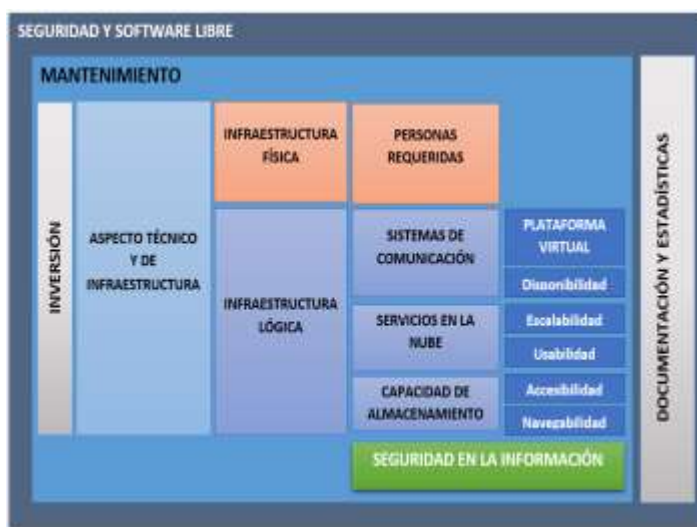 SEGURIDAD Y SOFTWARE LIBRE
MANTENIMIENTO
INVERSIÓN
ASPECTO TÉCNICO
Y DE
INFRAESTRUCTURA
INFRAESTRUCTURA
FÍSICA
PERSONAS
REQUERIDAS
INFRAESTRUCTURA
LÓGICA
SISTEMAS DE
COMUNICACIÓN
SERVICIOS EN LA
NUBE
CAPACIDAD DE
ALMACENAMIENTO
PLATAFORMA
VIRTUAL
Disponibilidad
Escalabilidad
Usabilidad
Accesibilidad
Navegabilidad
SEGURIDAD EN LA INFORMACIÓN
DOCUMENTACIÓN Y ESTADÍSTICAS